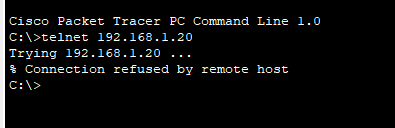 Cisco Packet Tracer PC Command Line 1.0
C:\>telnet 192.168.1.20
Trying 192.168.1.20 ...
% Connection refused by remote host
C:\>